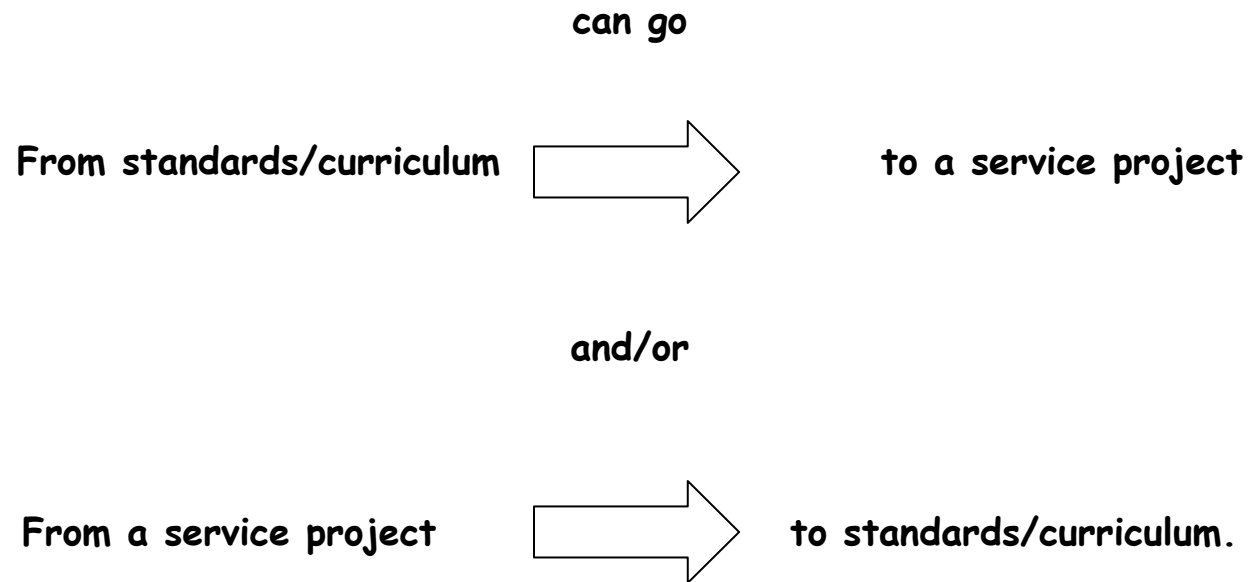 can go
From standards/curriculum to a service project
and/or
From a service project to standards/curriculum.